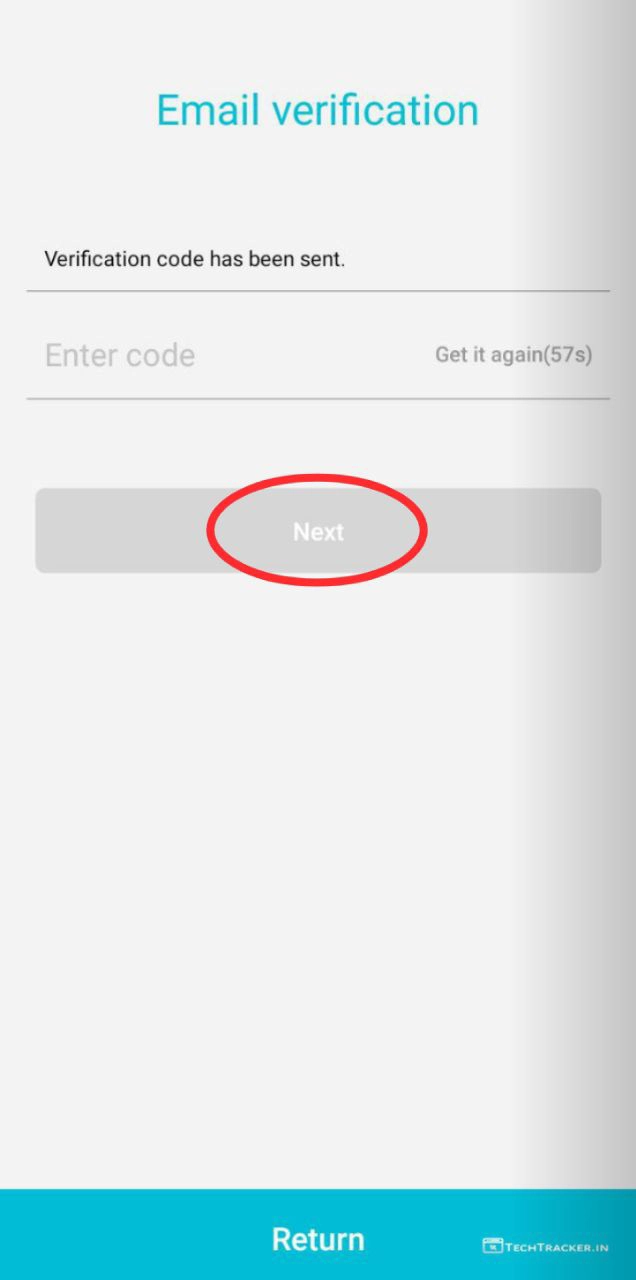 Email verification
Verification code has been sent.
Enter code
Get it again(57s)
Next
Return
TECHTRACKER.IN